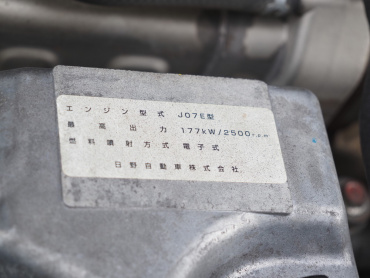 エンジン型式 J07E型
最高出力 177kW/2500r.p.m
燃料噴射方式 電子式
日野自動車株式会社.